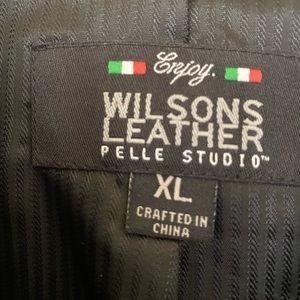 Enjoy.
WILSONS
LEATHER
PELLE STUDIO™
XL
CRAFTED IN
CHINA